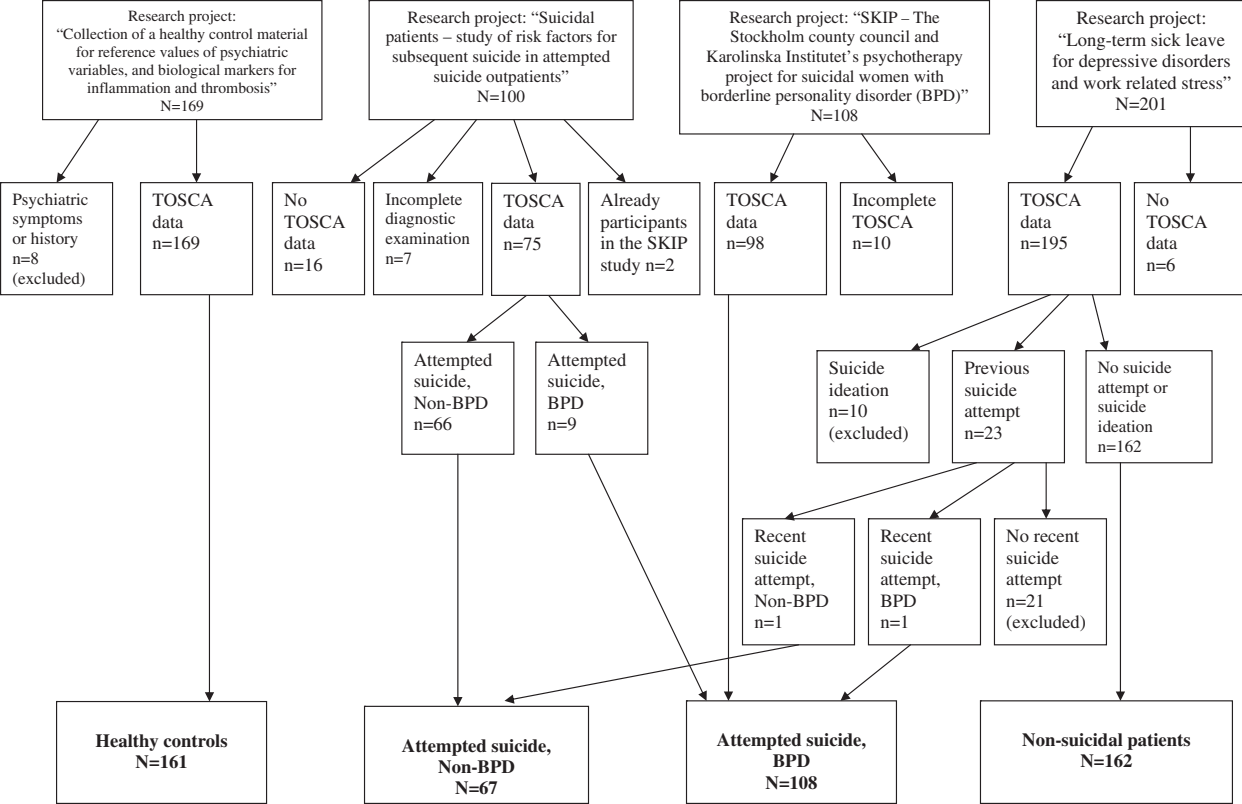 Research project:
“Collection of a healthy control material
for reference values of psychiatric
variables, and biological markers for
inflammation and thrombosis”
N=169
Research project: “Suicidal
patients – study of risk factors for
subsequent suicide in attempted
suicide outpatients”
N=100
Research project: “SKIP – The
Stockholm county council and
Karolinska Institutet's psychotherapy
project for suicidal women with
borderline personality disorder (BPD)”
N=108
Research project:
“Long-term sick leave
for depressive disorders
and work related stress”
N=201
Psychiatric
symptoms
or history
n=8
(excluded)
TOSCA
data
n=169
No
TOSCA
data
n=16
Incomplete
diagnostic
examination
n=7
TOSCA
data
n=75
Already
participants
in the SKIP
study n=2
TOSCA
data
n=98
Incomplete
TOSCA
n=10
TOSCA
data
n=195
No
TOSCA
data
n=6
Attempted
suicide,
Non-BPD
n=66
Attempted
suicide,
BPD
n=9
Suicide
ideation
n=10
(excluded)
Previous
suicide
attempt
n=23
No suicide
attempt or
suicide
ideation
n=162
Recent
suicide
attempt,
Non-BPD
n=1
Recent
suicide
attempt,
BPD
n=1
No recent
suicide
attempt
n=21
(excluded)
Healthy controls
N=161
Attempted suicide,
Non-BPD
N=67
Attempted suicide,
BPD
N=108
Non-suicidal patients
N=162